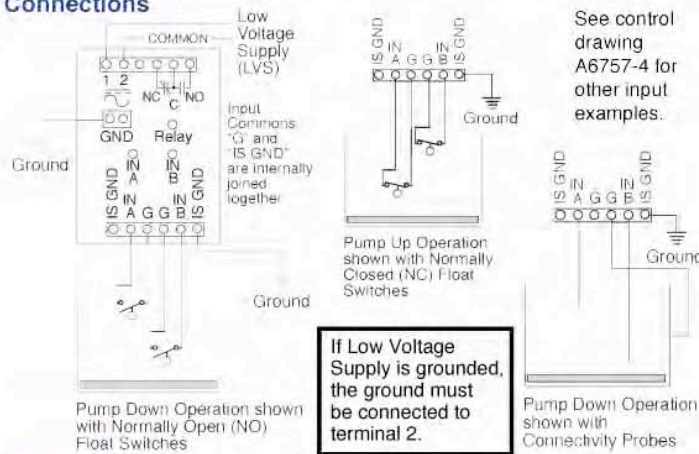 Connections
Low
Voltage
Supply
(LVS)
COMMON
1 2
NC C NO
GND
Relay
Ground
IN
A
IN
B
IS GND
IN
A G G IN
B
IS GND
Input
Commons
"G" and
"IS GND"
are internally
joined
together
Ground
Pump Down Operation shown
with Normally Open (NO)
Float Switches
IS GND
IN
A G G IN
B
IS GND
Ground
Pump Up Operation
shown with Normally
Closed (NC) Float
Switches
If Low Voltage
Supply is grounded,
the ground must
be connected to
terminal 2.
See control
drawing
A6757-4 for
other input
examples.
IS GND
IN
A G G IN
B
IS GND
Ground
Pump Down Operation
shown with
Connectivity Probes